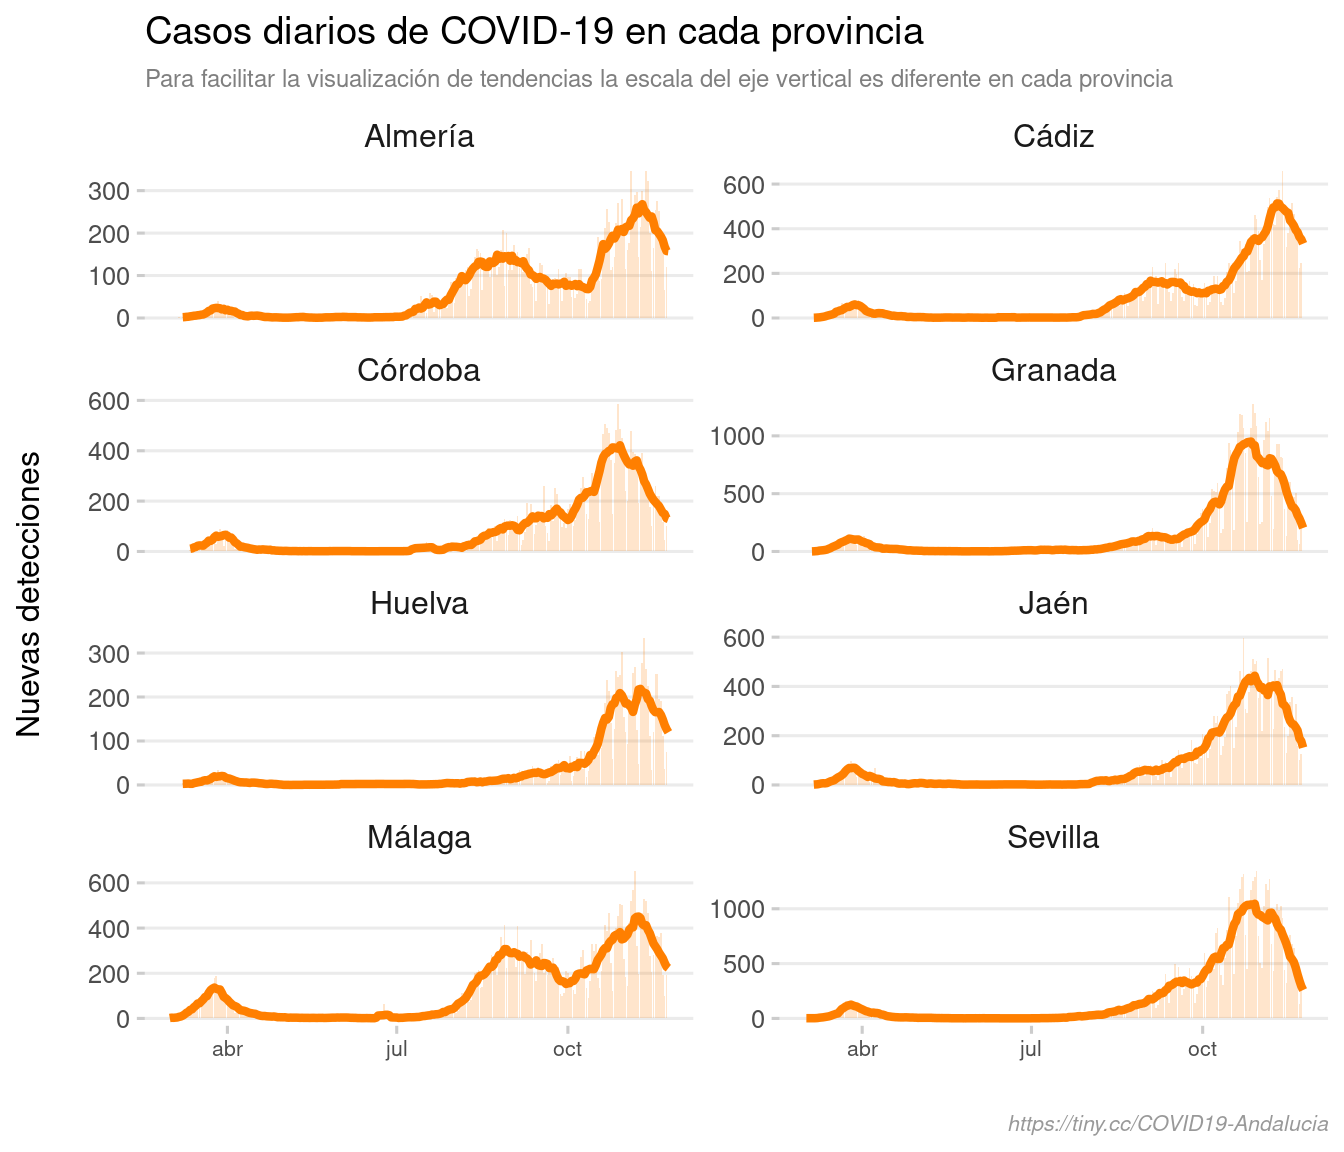 Casos diarios de COVID-19 en cada provincia
Para facilitar la visualización de tendencias la escala del eje vertical es diferente en cada provincia
Nuevas detecciones
Almería
300
200
100
0
Cádiz
600
400
200
0
Córdoba
600
400
200
0
Granada
1000
500
0
Huelva
300
200
100
0
Jaén
600
400
200
0
Málaga
600
400
200
0
abr jul oct
Sevilla
1000
500
0
abr jul oct
https://tiny.cc/COVID19-Andalucia